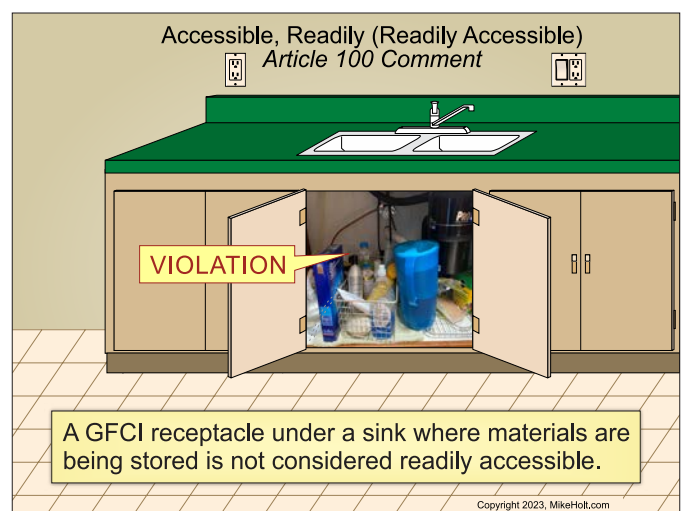 Accessible, Readily (Readily Accessible)
Article 100 Comment
VIOLATION
A GFCI receptacle under a sink where materials are
being stored is not considered readily accessible.
Copyright 2023, MikeHolt.com